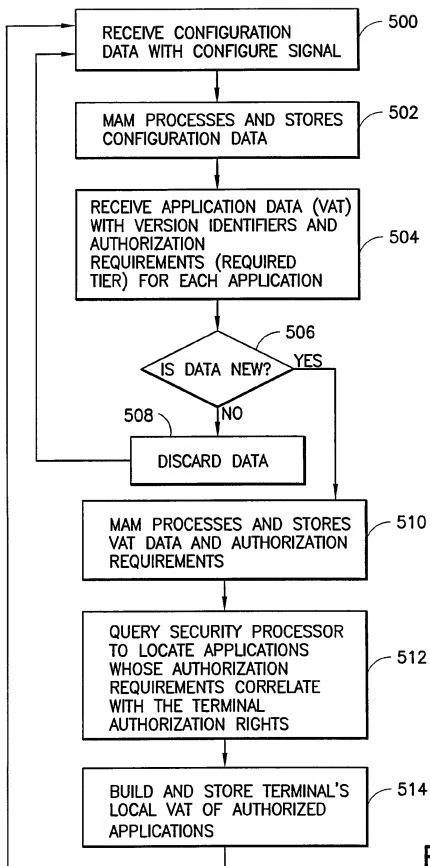 RECEIVE CONFIGURATION
DATA WITH CONFIGURE SIGNAL
500
MAM PROCESSES AND STORES
CONFIGURATION DATA
502
RECEIVE APPLICATION DATA (VAT)
WITH VERSION IDENTIFIERS AND
AUTHORIZATION
REQUIREMENTS (REQUIRED
TIER) FOR EACH APPLICATION
504
506
IS DATA NEW?
YES
NO
508
DISCARD DATA
MAM PROCESSES AND STORES
VAT DATA AND AUTHORIZATION
REQUIREMENTS
510
QUERY SECURITY PROCESSOR
TO LOCATE APPLICATIONS
WHOSE AUTHORIZATION
REQUIREMENTS CORRELATE
WITH THE TERMINAL
AUTHORIZATION RIGHTS
512
BUILD AND STORE TERMINAL'S
LOCAL VAT OF AUTHORIZED
APPLICATIONS
514